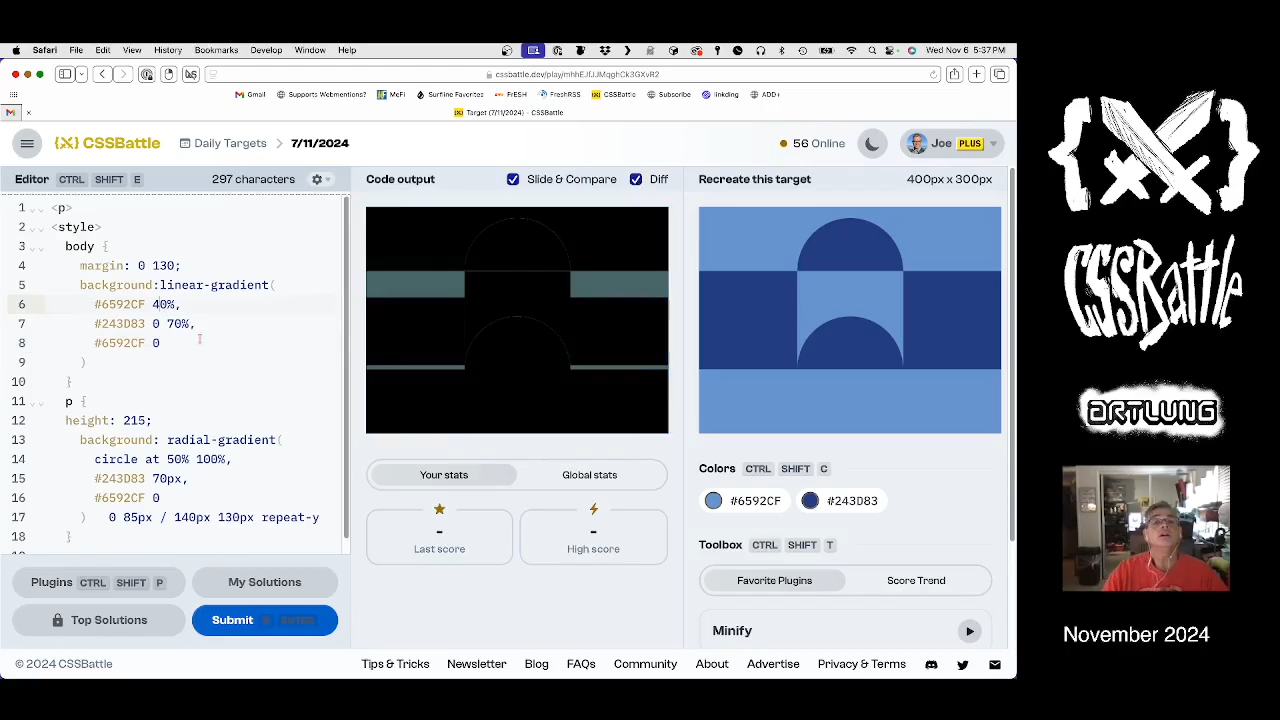 Safari File Edit View History Bookmarks Develop Window Help Wed Nov 6 5:37 PM
cssbattle.dev/play/mhhEJfJJMqghCk3GXvR2
Gmail Supports Webmentions? MeFi Surfline Favorites FrESH FreshRSS CSSBattle Subscribe linkding ADD+
Target (7/11/2024) - CSSBattle
{X} CSSBattle Daily Targets > 7/11/2024 56 Online Joe PLUS
Editor CTRL SHIFT E 297 characters Code output Slide & Compare Diff Recreate this target 400px x 300px
1 <p>
2 <style>
3 body {
4 margin: 0 130;
5 background:linear-gradient(
6 #6592CF 40%,
7 #243D83 0 70%,
8 #6592CF 0
9 )
10 }
11 p {
12 height: 215;
13 background: radial-gradient(
14 circle at 50% 100%,
15 #243D83 70px,
16 #6592CF 0
17 ) 0 85px / 140px 130px repeat-y
18 }
Your stats Global stats
- Last score
- High score
Colors CTRL SHIFT C
#6592CF #243D83
Toolbox CTRL SHIFT T
Favorite Plugins Score Trend
Minify
Plugins CTRL SHIFT P My Solutions
Top Solutions Submit
© 2024 CSSBattle Tips & Tricks Newsletter Blog FAQs Community About Advertise Privacy & Terms
CSSBattle
ARTLUNG
November 2024